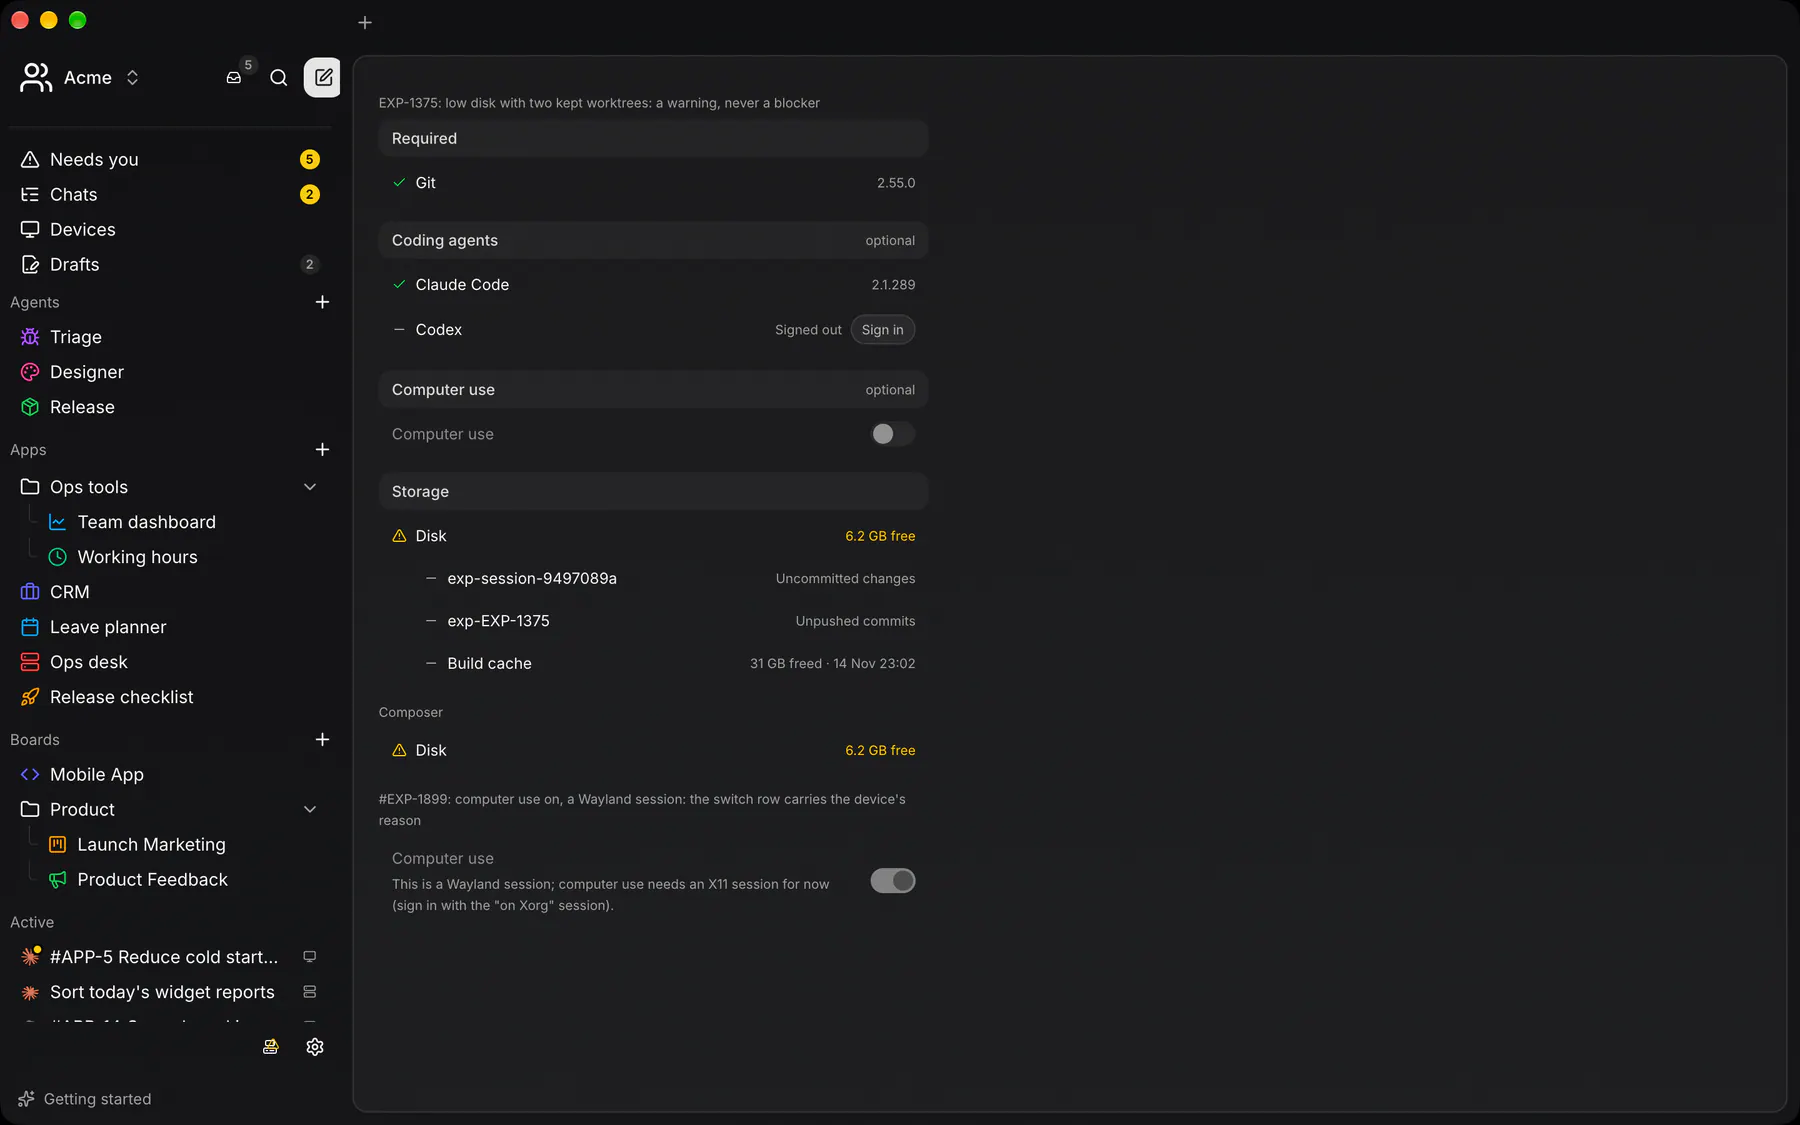 Acme
5
Needs you
5
Chats
2
Devices
Drafts
2
Agents
Triage
Designer
Release
Apps
Ops tools
Team dashboard
Working hours
CRM
Leave planner
Ops desk
Release checklist
Boards
Mobile App
Product
Launch Marketing
Product Feedback
Active
#APP-5 Reduce cold start...
Sort today's widget reports
Getting started
EXP-1375: low disk with two kept worktrees: a warning, never a blocker
Required
Git 2.55.0
Coding agents optional
Claude Code 2.1.289
Codex Signed out Sign in
Computer use optional
Computer use
Storage
Disk 6.2 GB free
exp-session-9497089a Uncommitted changes
exp-EXP-1375 Unpushed commits
Build cache 31 GB freed · 14 Nov 23:02
Composer
Disk 6.2 GB free
#EXP-1899: computer use on, a Wayland session: the switch row carries the device's
reason
Computer use
This is a Wayland session; computer use needs an X11 session for now
(sign in with the "on Xorg" session).